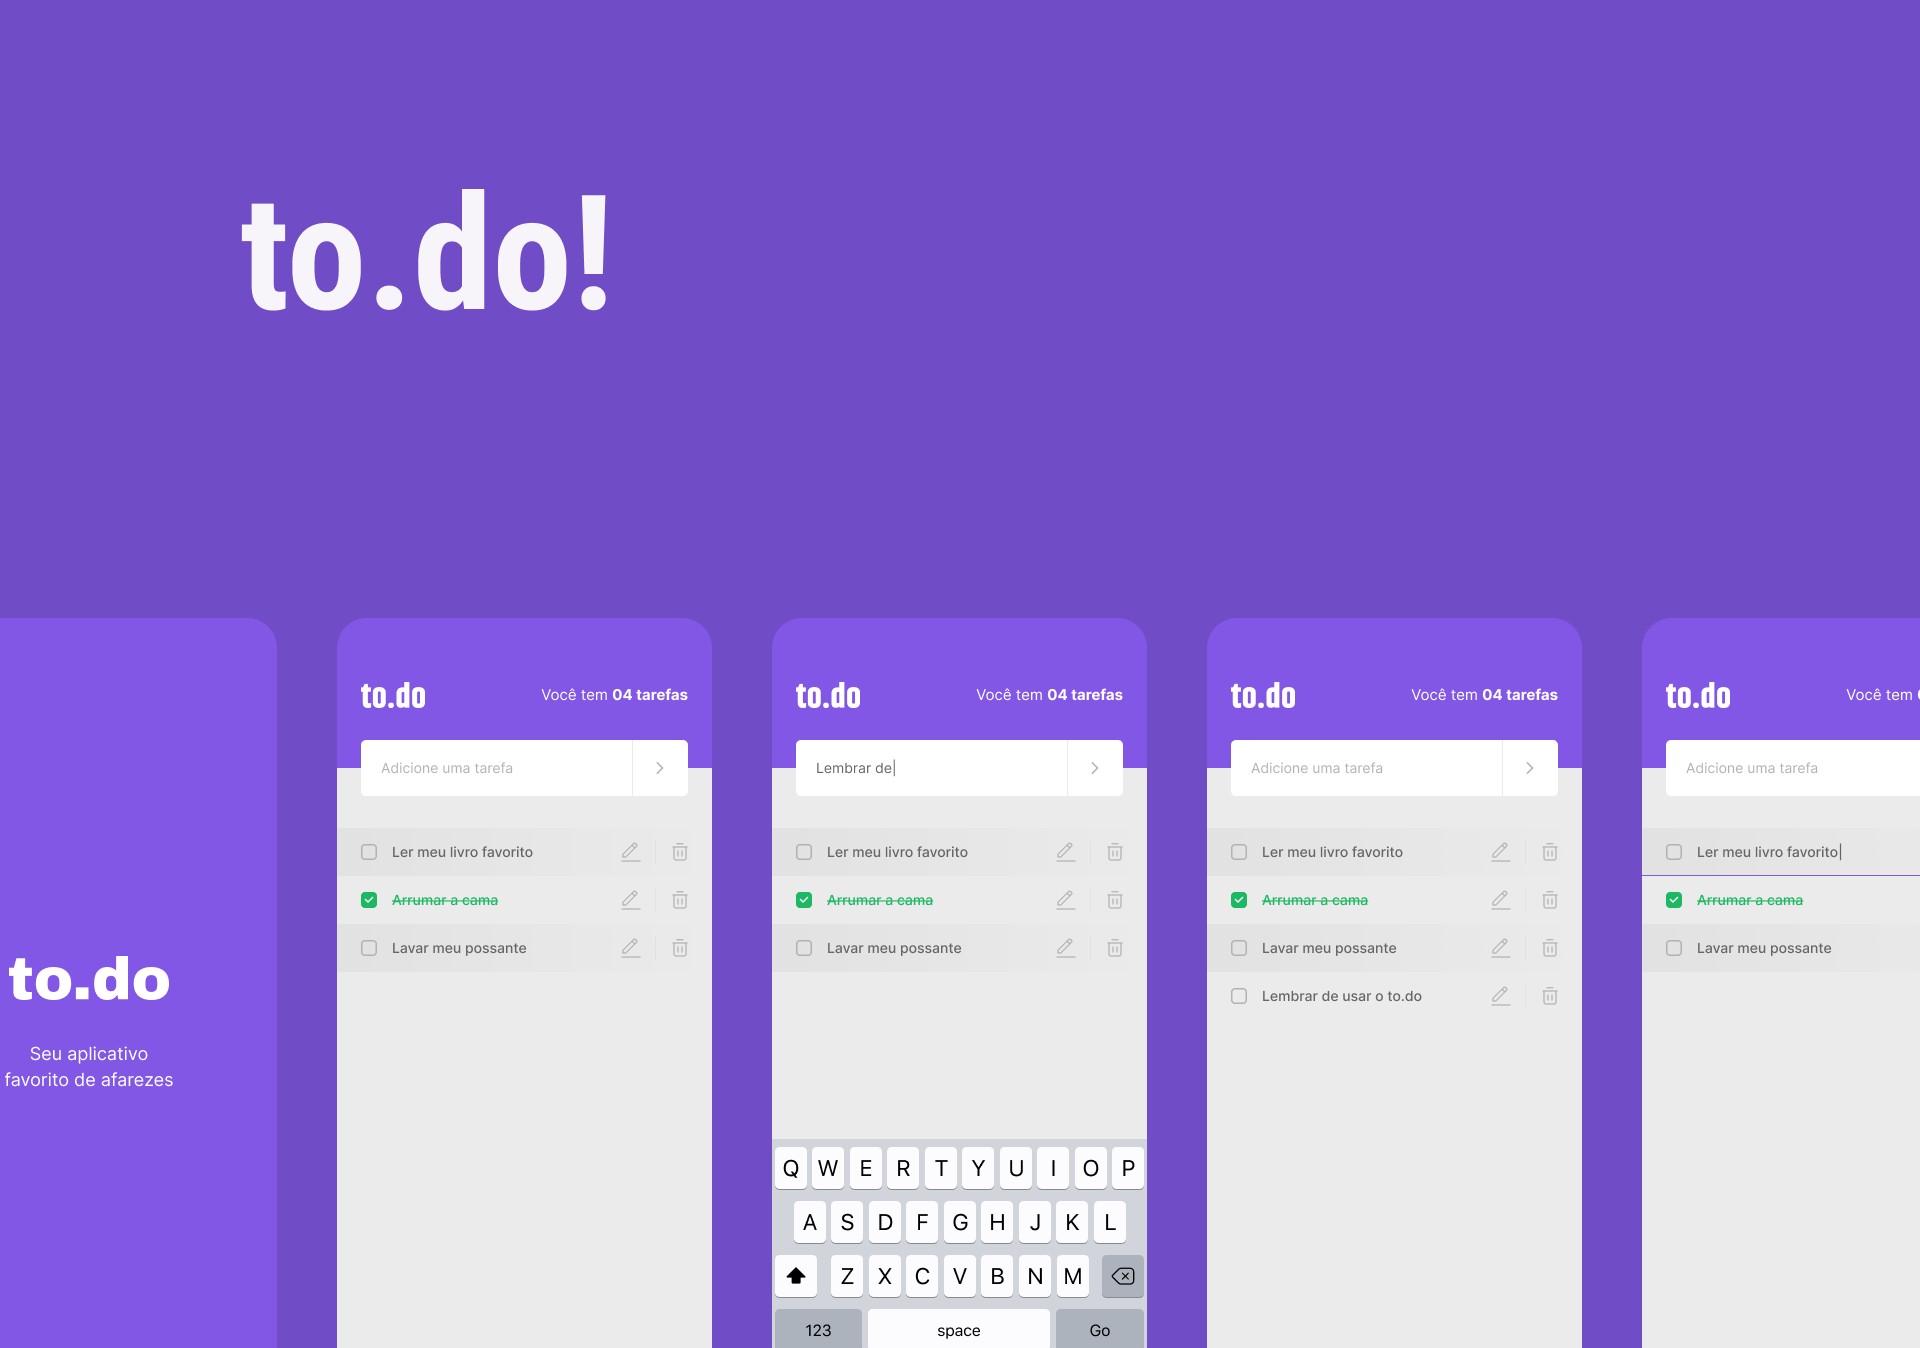 to.do!
to.do
Seu aplicativo
favorito de afarezes
to.do
Você tem 04 tarefas
Adicione uma tarefa
Ler meu livro favorito
Arrumar a cama
Lavar meu possante
to.do
Você tem 04 tarefas
Lembrar de
Ler meu livro favorito
Arrumar a cama
Lavar meu possante
Q W E R T Y U I O P
A S D F G H J K L
Z X C V B N M
123 space Go
to.do
Você tem 04 tarefas
Adicione uma tarefa
Ler meu livro favorito
Arrumar a cama
Lavar meu possante
Lembrar de usar o to.do
to.do
Você tem
Adicione uma tarefa
Ler meu livro favorito
Arrumar a cama
Lavar meu possante